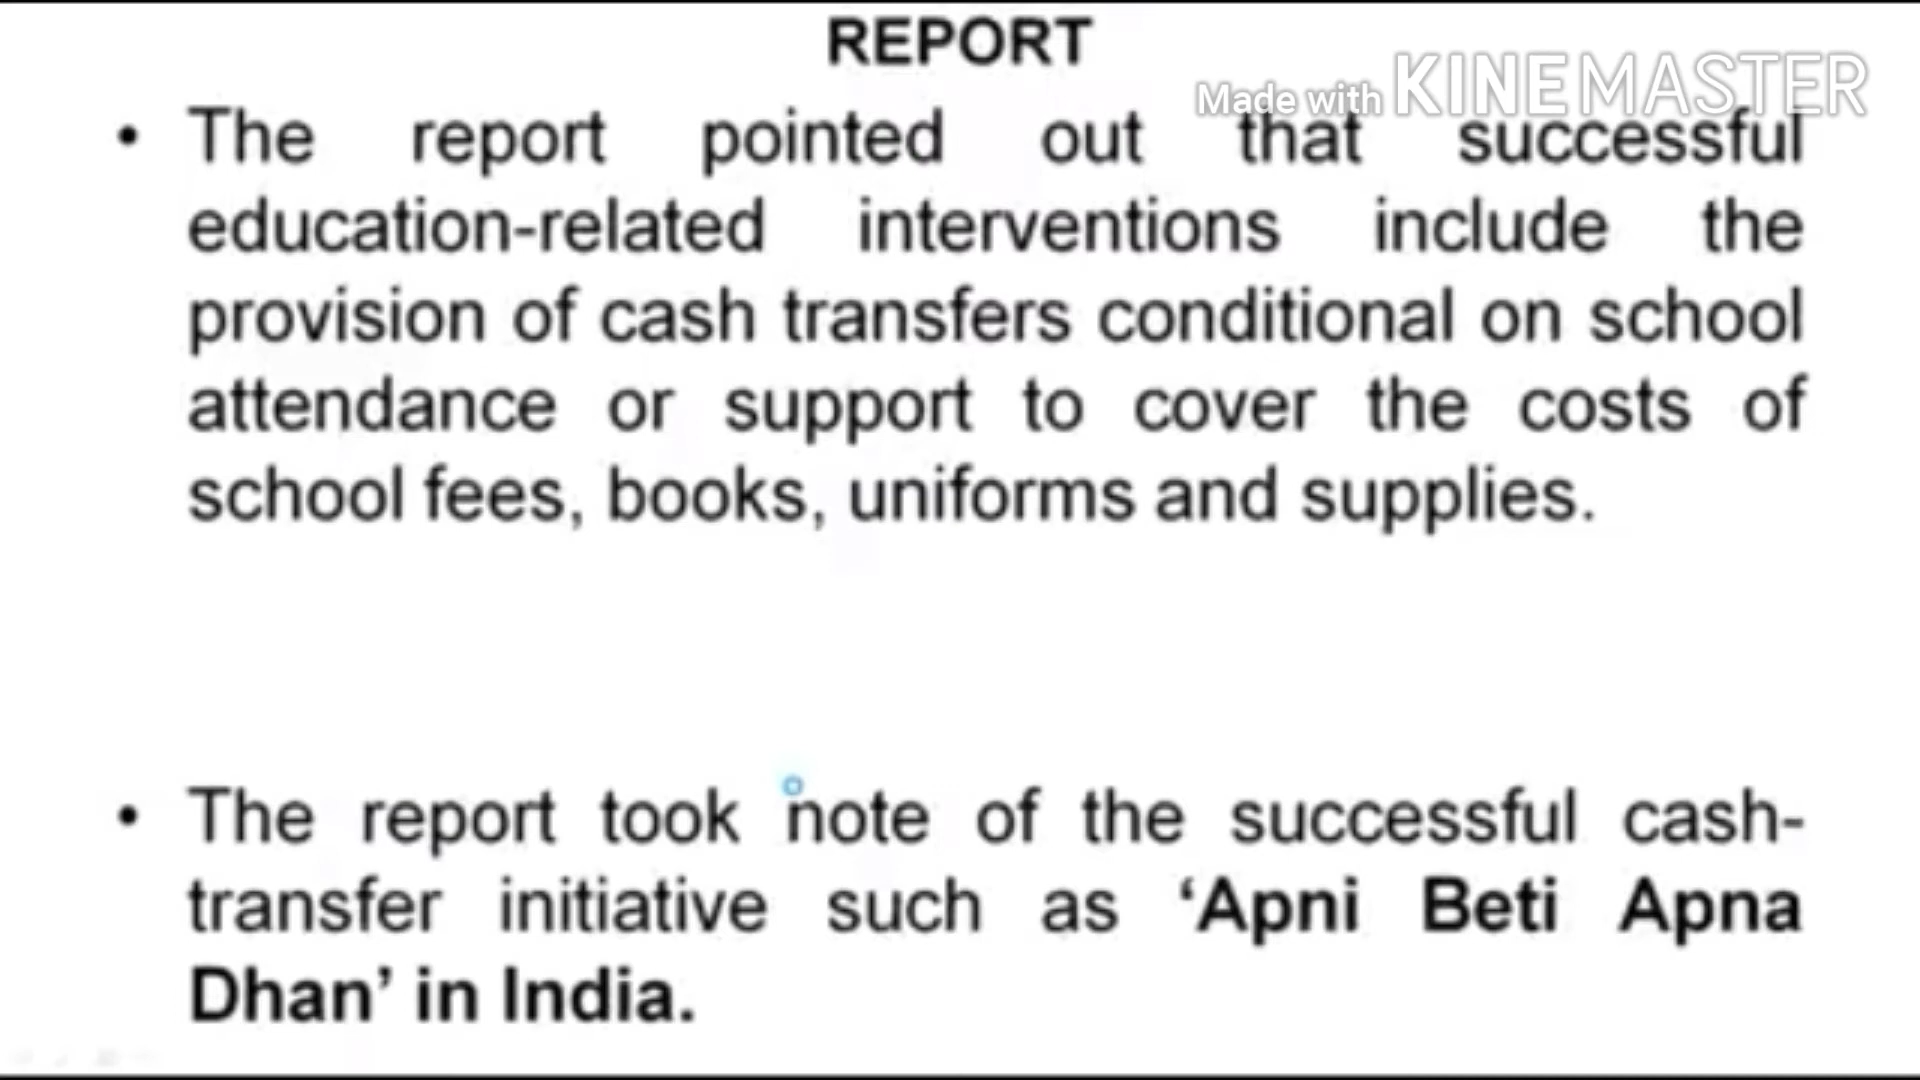 REPORT
Made with KINEMASTER
• The report pointed out that successful
education-related interventions include the
provision of cash transfers conditional on school
attendance or support to cover the costs of
school fees, books, uniforms and supplies.
• The report took note of the successful cash-
transfer initiative such as ‘Apni Beti Apna
Dhan’ in India.